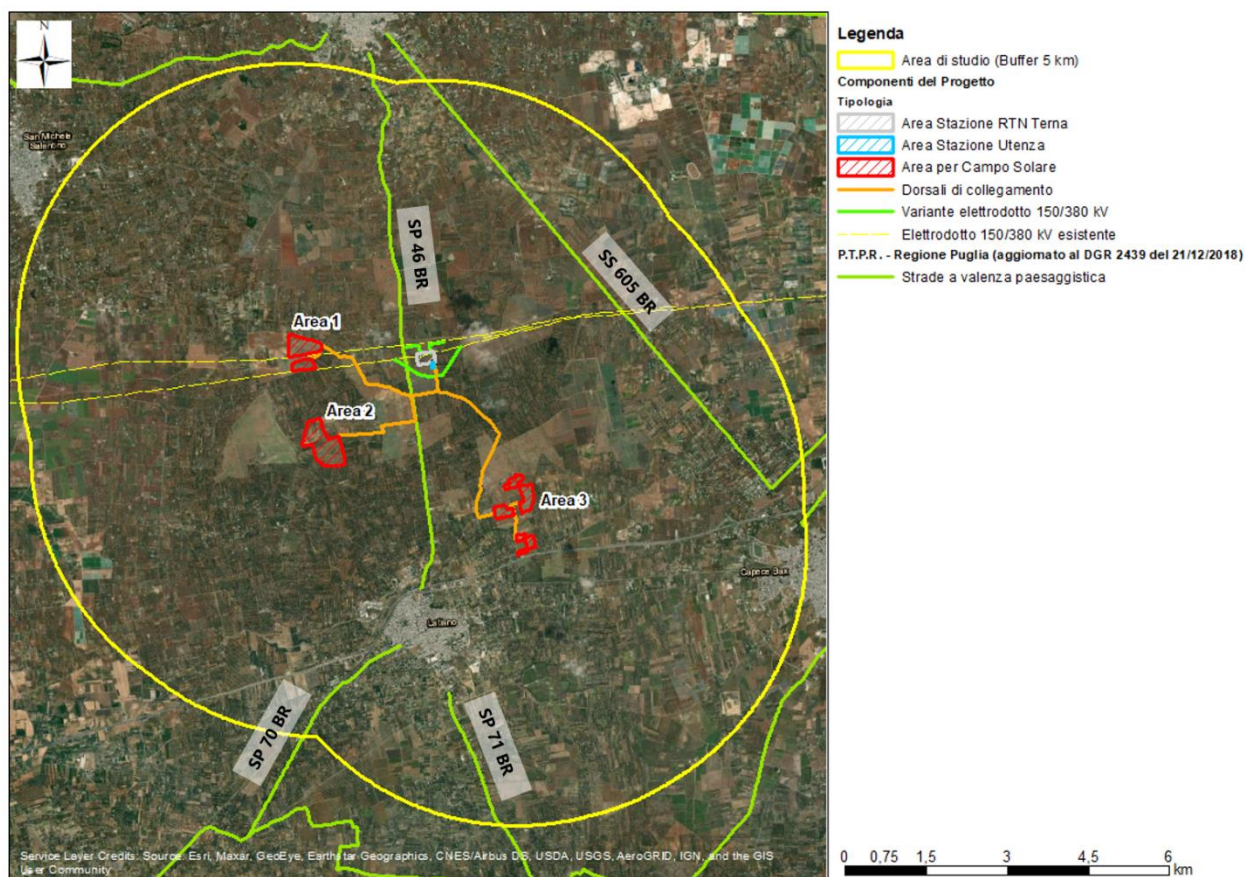 N
San Michele
Salentino
SP 46 BR
SS 605 BR
Area 1
Area 2
Area 3
Latiano
SP 70 BR
SP 71 BR
Service Layer Credits: Source: Esri, Maxar, GeoEye, Earthstar Geographics, CNES/Airbus DS, USDA, USGS, AeroGRID, IGN, and the GIS
User Community
Legenda
Area di studio (Buffer 5 km)
Componenti del Progetto
Tipologia
Area Stazione RTN Terna
Area Stazione Utenza
Area per Campo Solare
Dorsali di collegamento
Variante elettrodotto 150/380 kV
Elettrodotto 150/380 kV esistente
P.T.P.R. - Regione Puglia (aggiornato al DGR 2439 del 21/12/2018)
Strade a valenza paesaggistica
0 0,75 1,5 3 4,5 6
km